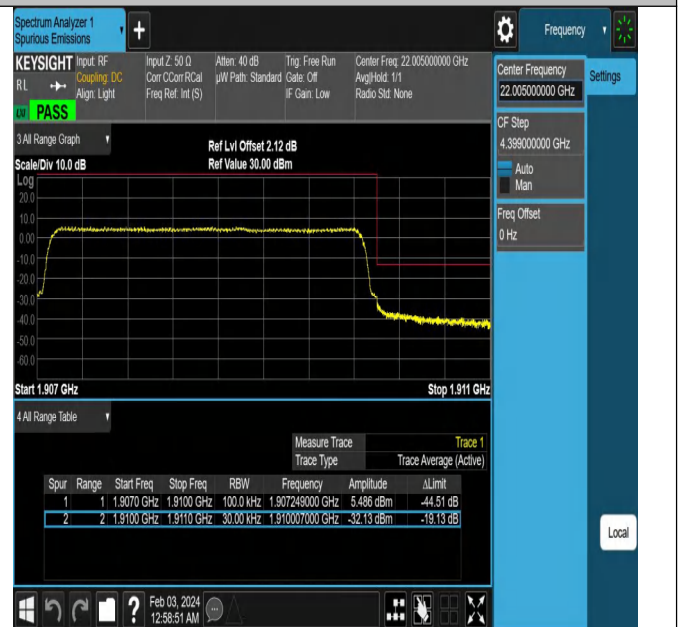 Spectrum Analyzer 1
Spurious Emissions
Frequency
KEYSIGHT Input: RF Input Z: 50 Ω Atten: 40 dB Trig: Free Run Center Freq: 22.005000000 GHz
RL Coupling: DC Corr CCorr RCal µW Path: Standard Gate: Off Avg|Hold: 1/1
Align: Light Freq Ref: Int (S) IF Gain: Low Radio Std: None
LXI PASS
Center Frequency
22.005000000 GHz
Settings
CF Step
4.399000000 GHz
Auto
Man
Freq Offset
0 Hz
3 All Range Graph
Ref Lvl Offset 2.12 dB
Scale/Div 10.0 dB Ref Value 30.00 dBm
Log
20.0
10.0
0.00
-10.0
-20.0
-30.0
-40.0
-50.0
-60.0
Start 1.907 GHz Stop 1.911 GHz
4 All Range Table
Measure Trace Trace 1
Trace Type Trace Average (Active)
Spur Range Start Freq Stop Freq RBW Frequency Amplitude ΔLimit
1 1 1.9070 GHz 1.9100 GHz 100.0 kHz 1.907249000 GHz 5.486 dBm -44.51 dB
2 2 1.9100 GHz 1.9110 GHz 30.00 kHz 1.910007000 GHz -32.13 dBm -19.13 dB
Local
Feb 03, 2024
12:58:51 AM